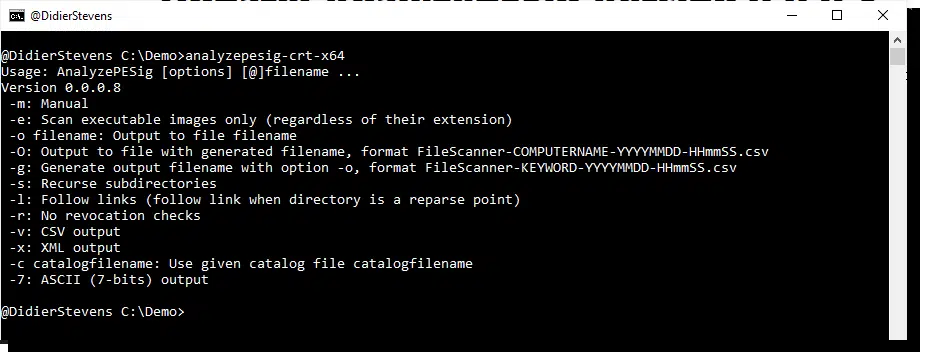 @DidierStevens
@DidierStevens C:\Demo>analyzepesig-crt-x64
Usage: AnalyzePESig [options] [@]filename ...
Version 0.0.0.8
-m: Manual
-e: Scan executable images only (regardless of their extension)
-o filename: Output to file filename
-O: Output to file with generated filename, format FileScanner-COMPUTERNAME-YYYYMMDD-HHmmSS.csv
-g: Generate output filename with option -o, format FileScanner-KEYWORD-YYYYMMDD-HHmmSS.csv
-s: Recurse subdirectories
-l: Follow links (follow link when directory is a reparse point)
-r: No revocation checks
-v: CSV output
-x: XML output
-c catalogfilename: Use given catalog file catalogfilename
-7: ASCII (7-bits) output
@DidierStevens C:\Demo>